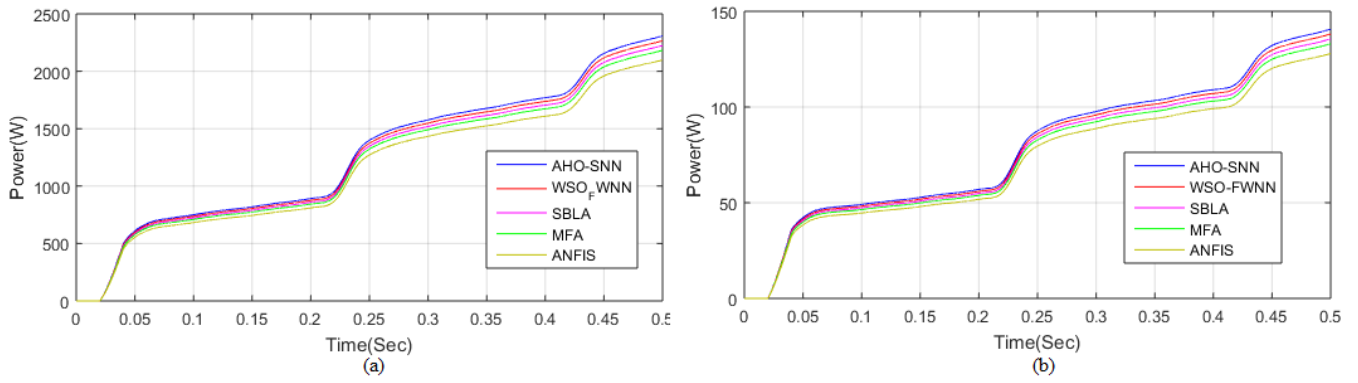 2500
2000
1500
1000
500
0
Power(W)
0 0.05 0.1 0.15 0.2 0.25 0.3 0.35 0.4 0.45 0.5
Time(Sec)
AHO-SNN
WSO_FWNN
SBLA
MFA
ANFIS
(a)
150
100
50
0
Power(W)
0 0.05 0.1 0.15 0.2 0.25 0.3 0.35 0.4 0.45 0.5
Time(Sec)
AHO-SNN
WSO-FWNN
SBLA
MFA
ANFIS
(b)